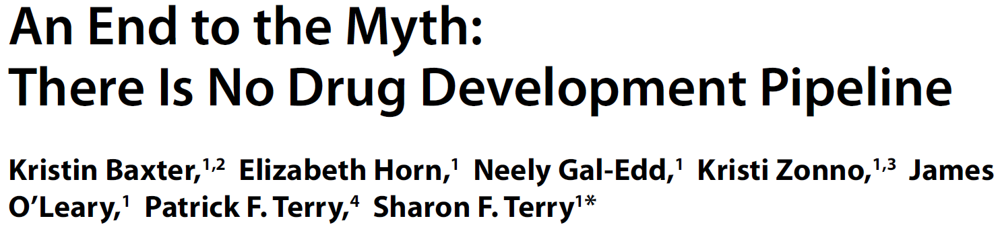 An End to the Myth:
There Is No Drug Development Pipeline
Kristin Baxter,1,2 Elizabeth Horn,1 Neely Gal-Edd,1 Kristi Zonno,1,3 James
O’Leary,1 Patrick F. Terry,4 Sharon F. Terry1*